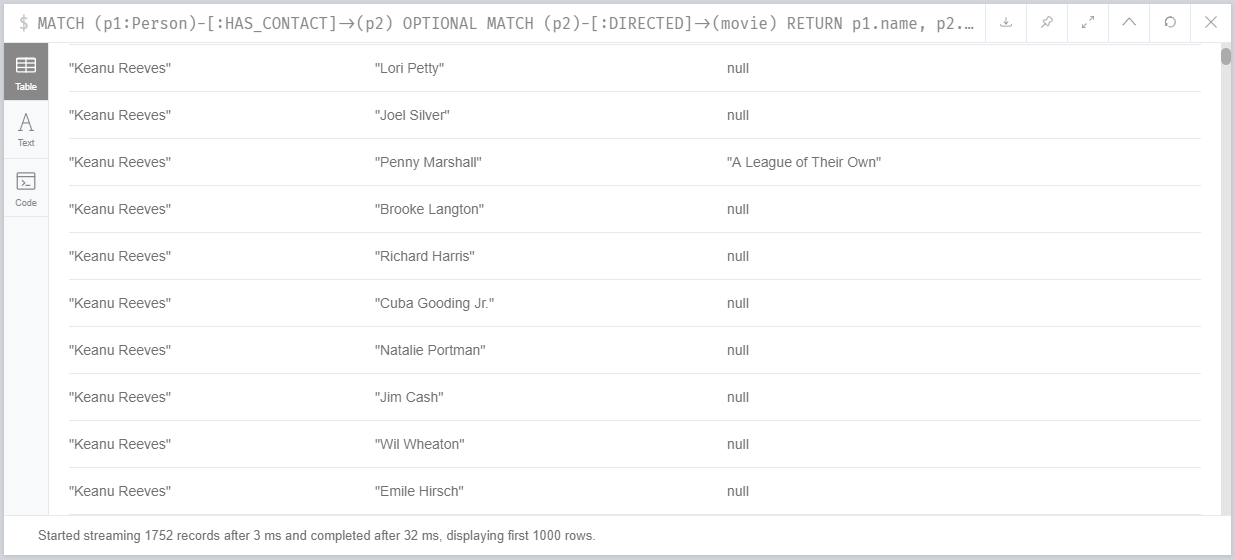 $ MATCH (p1:Person)-[:HAS_CONTACT]→(p2) OPTIONAL MATCH (p2)-[:DIRECTED]→(movie) RETURN p1.name, p2.…
Table
Text
Code
"Keanu Reeves" "Lori Petty" null
"Keanu Reeves" "Joel Silver" null
"Keanu Reeves" "Penny Marshall" "A League of Their Own"
"Keanu Reeves" "Brooke Langton" null
"Keanu Reeves" "Richard Harris" null
"Keanu Reeves" "Cuba Gooding Jr." null
"Keanu Reeves" "Natalie Portman" null
"Keanu Reeves" "Jim Cash" null
"Keanu Reeves" "Wil Wheaton" null
"Keanu Reeves" "Emile Hirsch" null
Started streaming 1752 records after 3 ms and completed after 32 ms, displaying first 1000 rows.